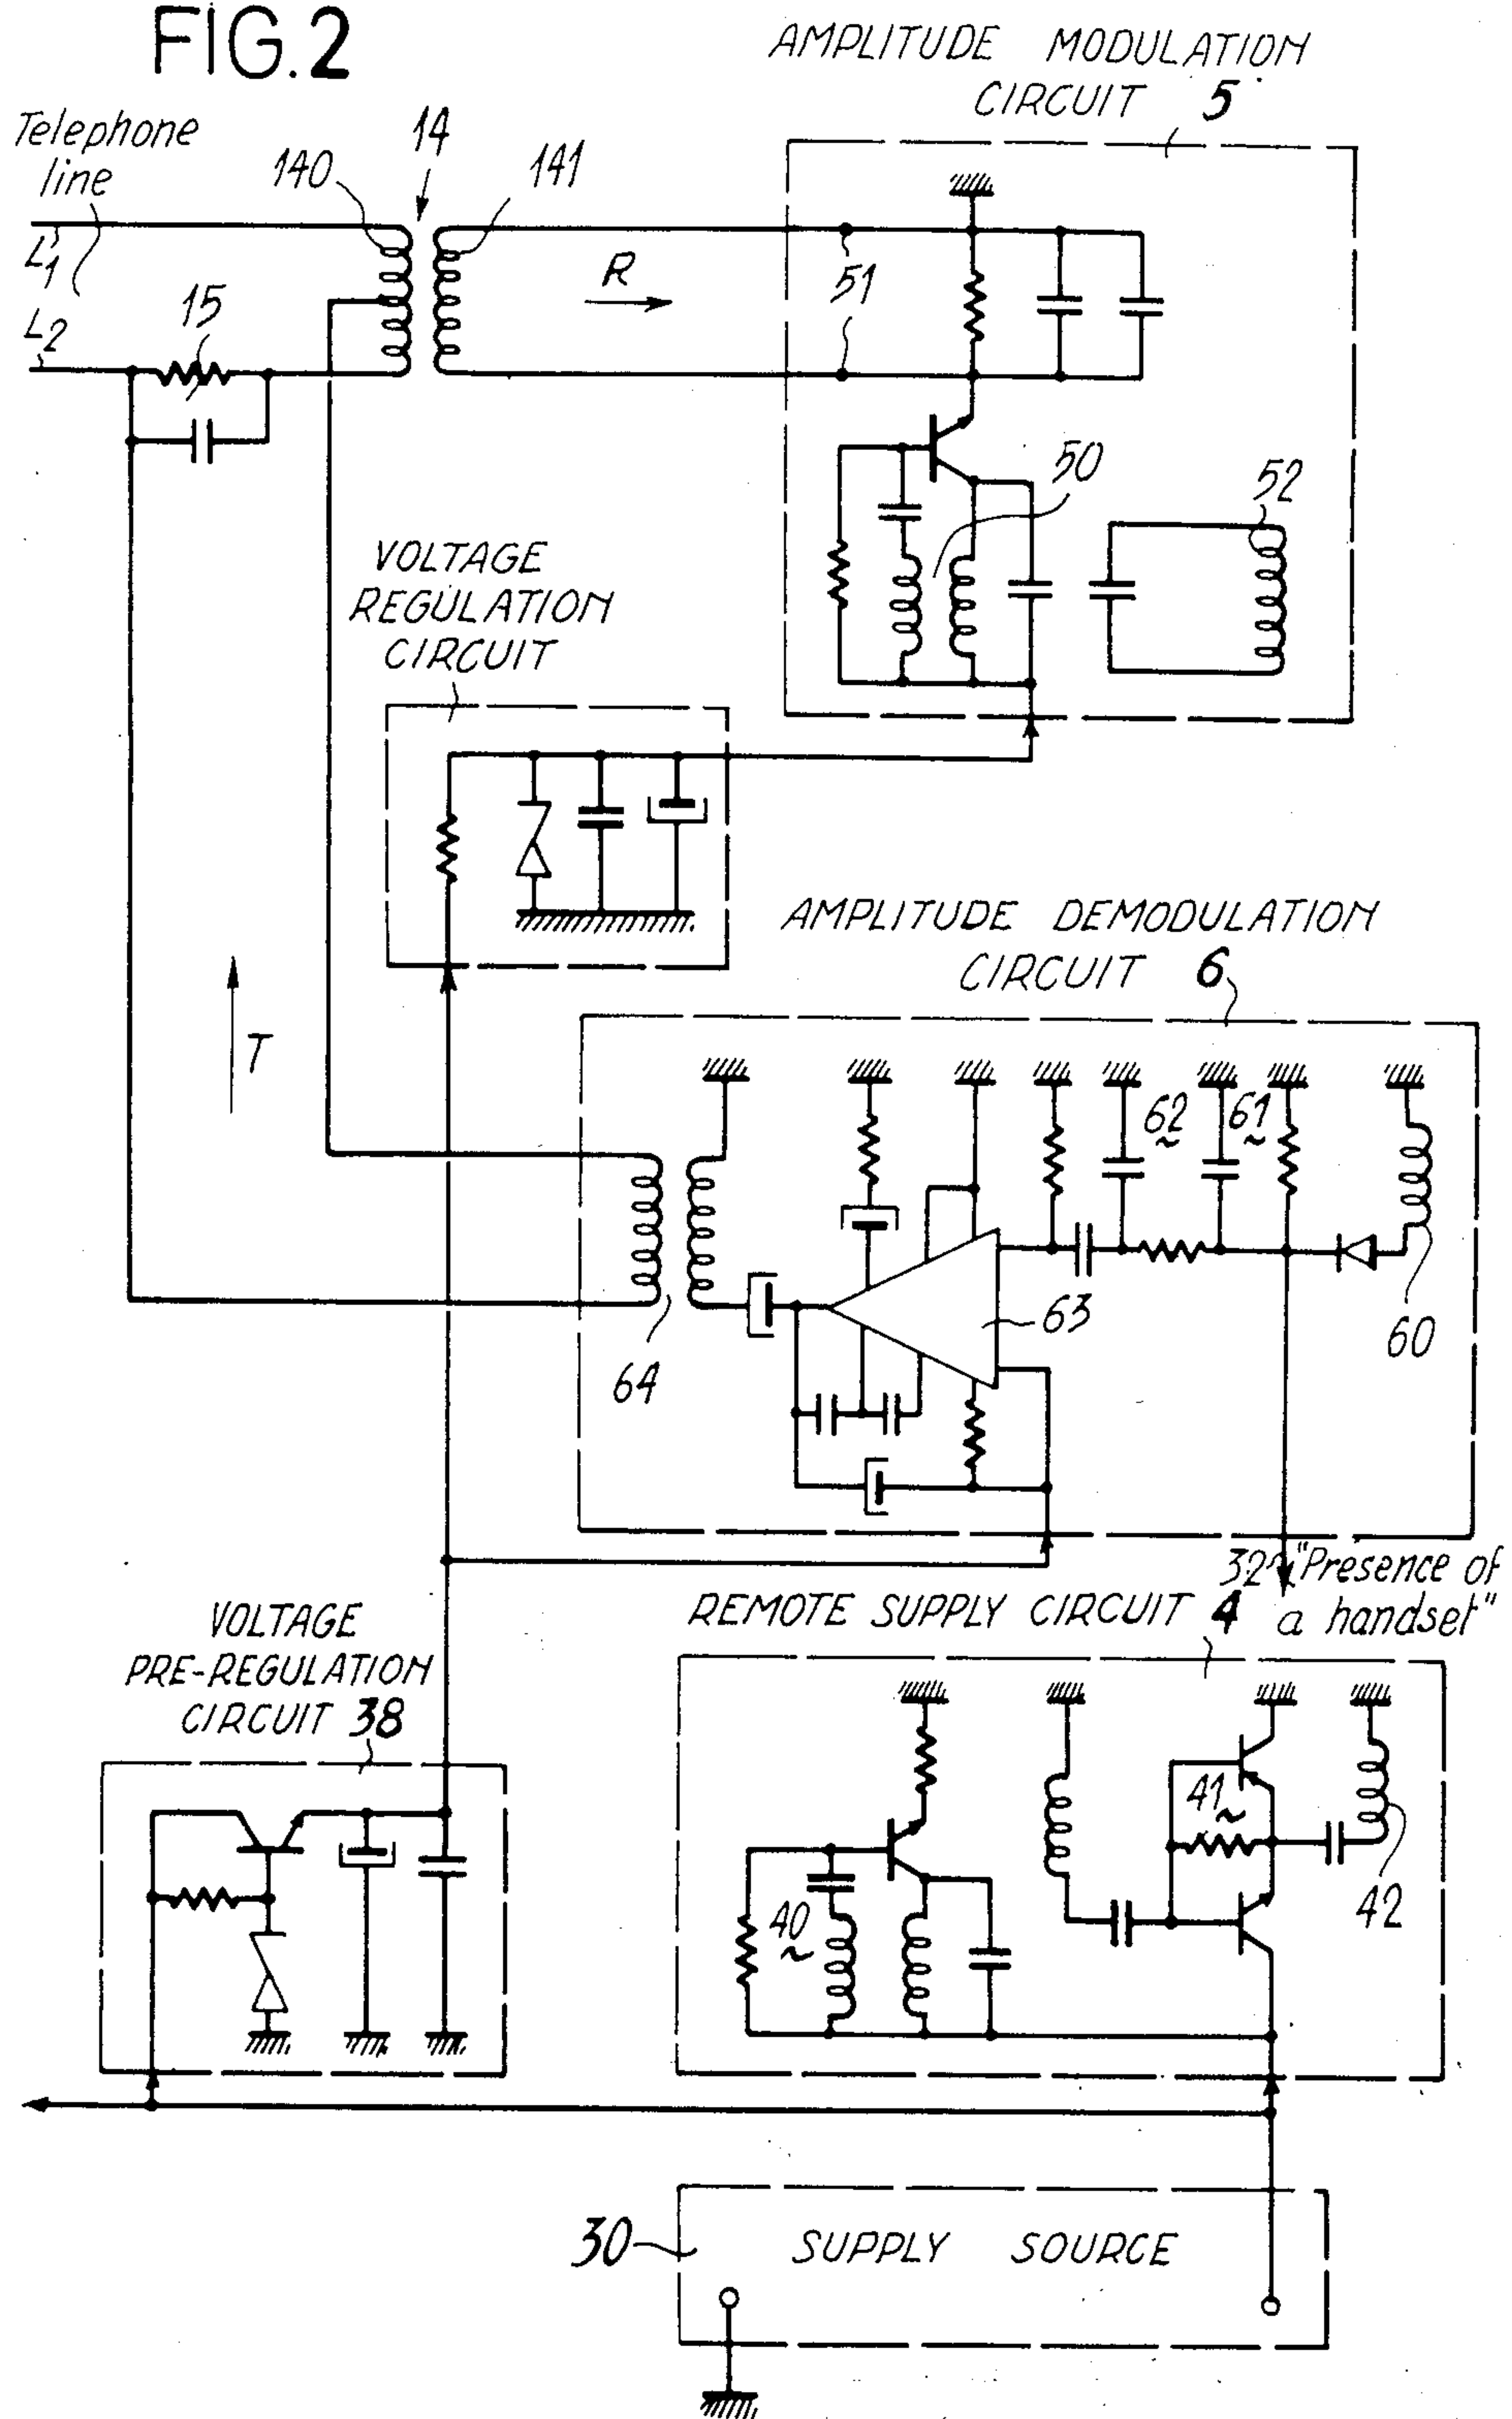 FIG.2
AMPLITUDE MODULATION
CIRCUIT 5
Telephone
line
14
140
141
L1
R
51
15
L2
50
52
VOLTAGE
REGULATION
CIRCUIT
AMPLITUDE DEMODULATION
CIRCUIT 6
T
62
61
63
60
64
32 "Presence of
a handset"
REMOTE SUPPLY CIRCUIT 4
VOLTAGE
PRE-REGULATION
CIRCUIT 38
41
40
42
30
SUPPLY SOURCE